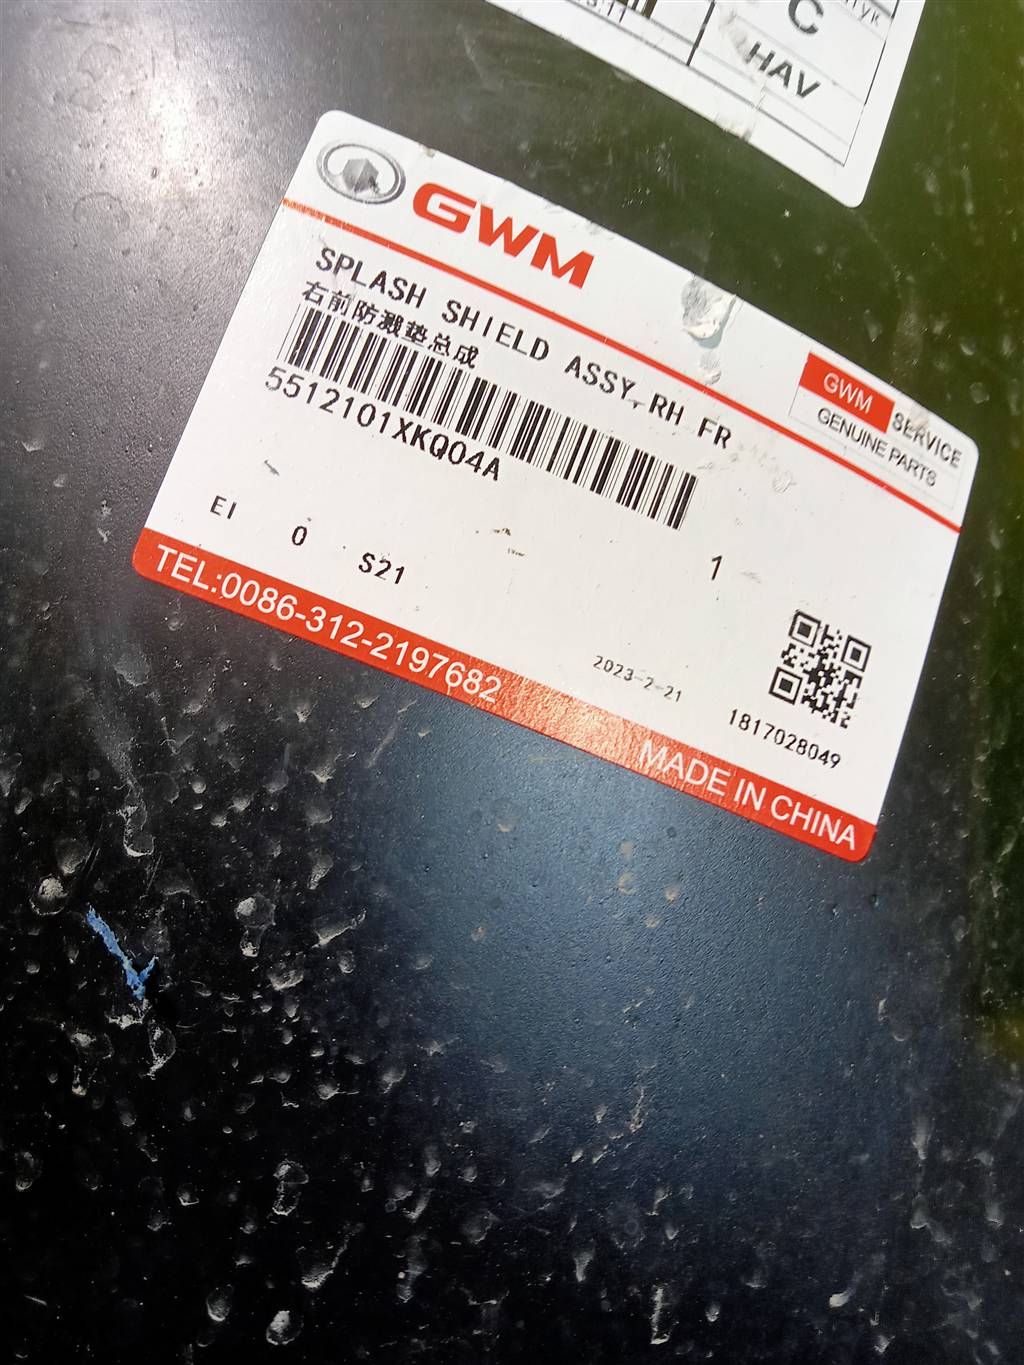 C
HAV
GWM
SPLASH SHIELD ASSY,RH FR
右前防溅垫总成
5512101XKQ04A
GWM SERVICE
GENUINE PARTS
EI 0 S21 1
2023-2-21
1817028049
TEL:0086-312-2197682 MADE IN CHINA